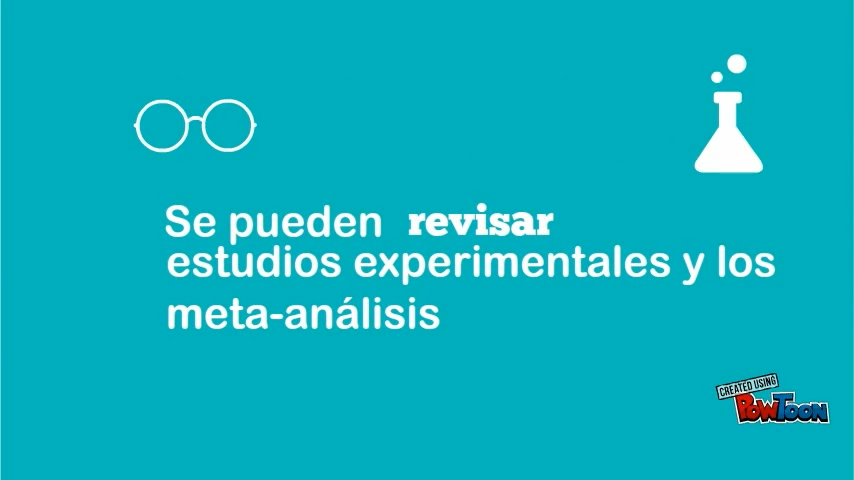 Se pueden revisar
estudios experimentales y los
meta-análisis
CREATED USING
POWTOON